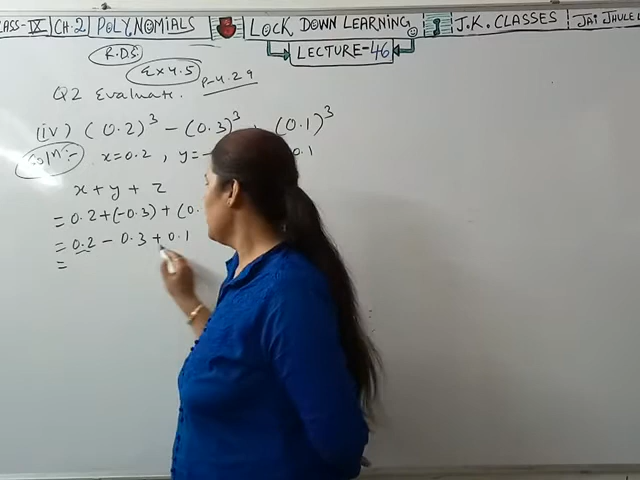 CLASS-IX CH.2 POLYNOMIALS LOCK DOWN LEARNING J.K. CLASSES JAI JHULELAL
LECTURE-46
R.D.S.
Ex 4.5 P-4.29
Q2 Evaluate.
(iv) (0.2)³ - (0.3)³ + (0.1)³
Solⁿ:- x=0.2 , y=- 0.1
x + y + z
= 0.2+(-0.3) + (0.
= 0.2 - 0.3 + 0.1
=